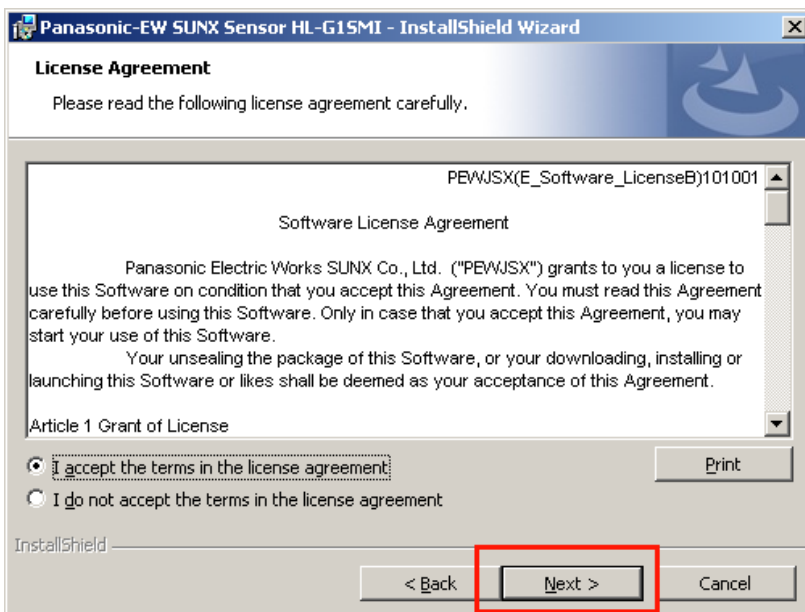 Panasonic-EW SUNX Sensor HL-G1SMI - InstallShield Wizard
License Agreement
Please read the following license agreement carefully.
PEWJSX(E_Software_LicenseB)101001
Software License Agreement
Panasonic Electric Works SUNX Co., Ltd. ("PEWJSX") grants to you a license to
use this Software on condition that you accept this Agreement. You must read this Agreement
carefully before using this Software. Only in case that you accept this Agreement, you may
start your use of this Software.
Your unsealing the package of this Software, or your downloading, installing or
launching this Software or likes shall be deemed as your acceptance of this Agreement.
Article 1 Grant of License
I accept the terms in the license agreement
Print
I do not accept the terms in the license agreement
InstallShield
< Back
Next >
Cancel